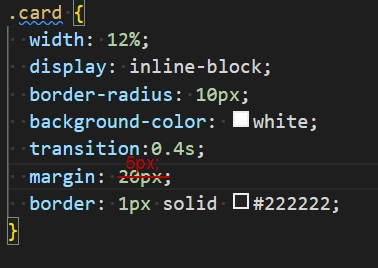 .card {
width: 12%;
display: inline-block;
border-radius: 10px;
background-color: white;
transition:0.4s;
5px;
margin: 20px;
border: 1px solid #222222;
}